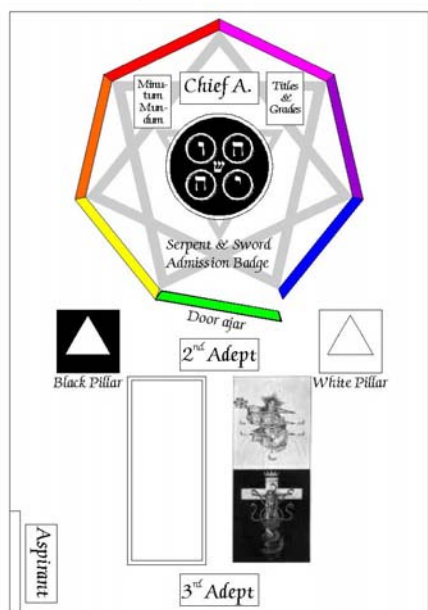 Minu-
tum
Mun-
dum
Chief A.
Titles
&
Grades
ו ה
ש
ה י
Serpent & Sword
Admission Badge
Door ajar
2nd Adept
Black Pillar
White Pillar
Aspirant
3rd Adept